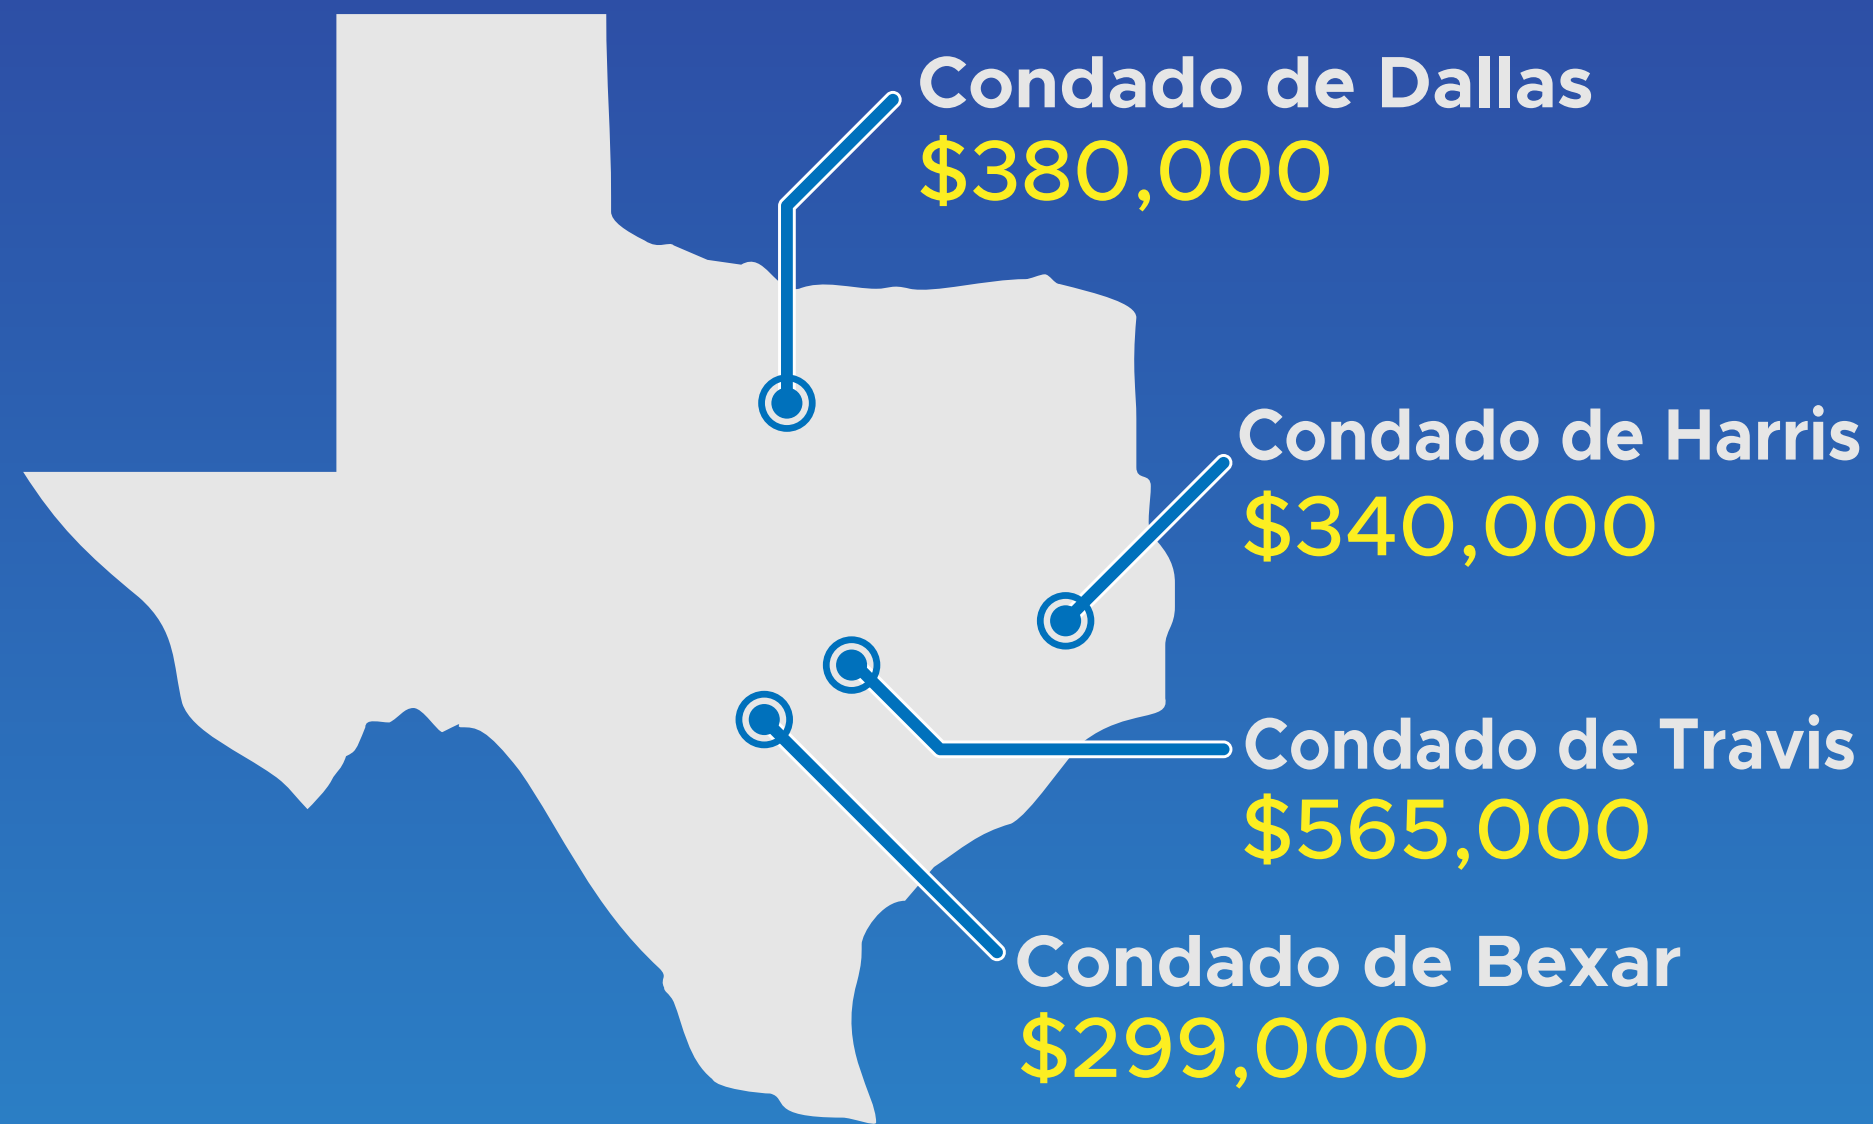 Condado de Dallas
$380,000
Condado de Harris
$340,000
Condado de Travis
$565,000
Condado de Bexar
$299,000